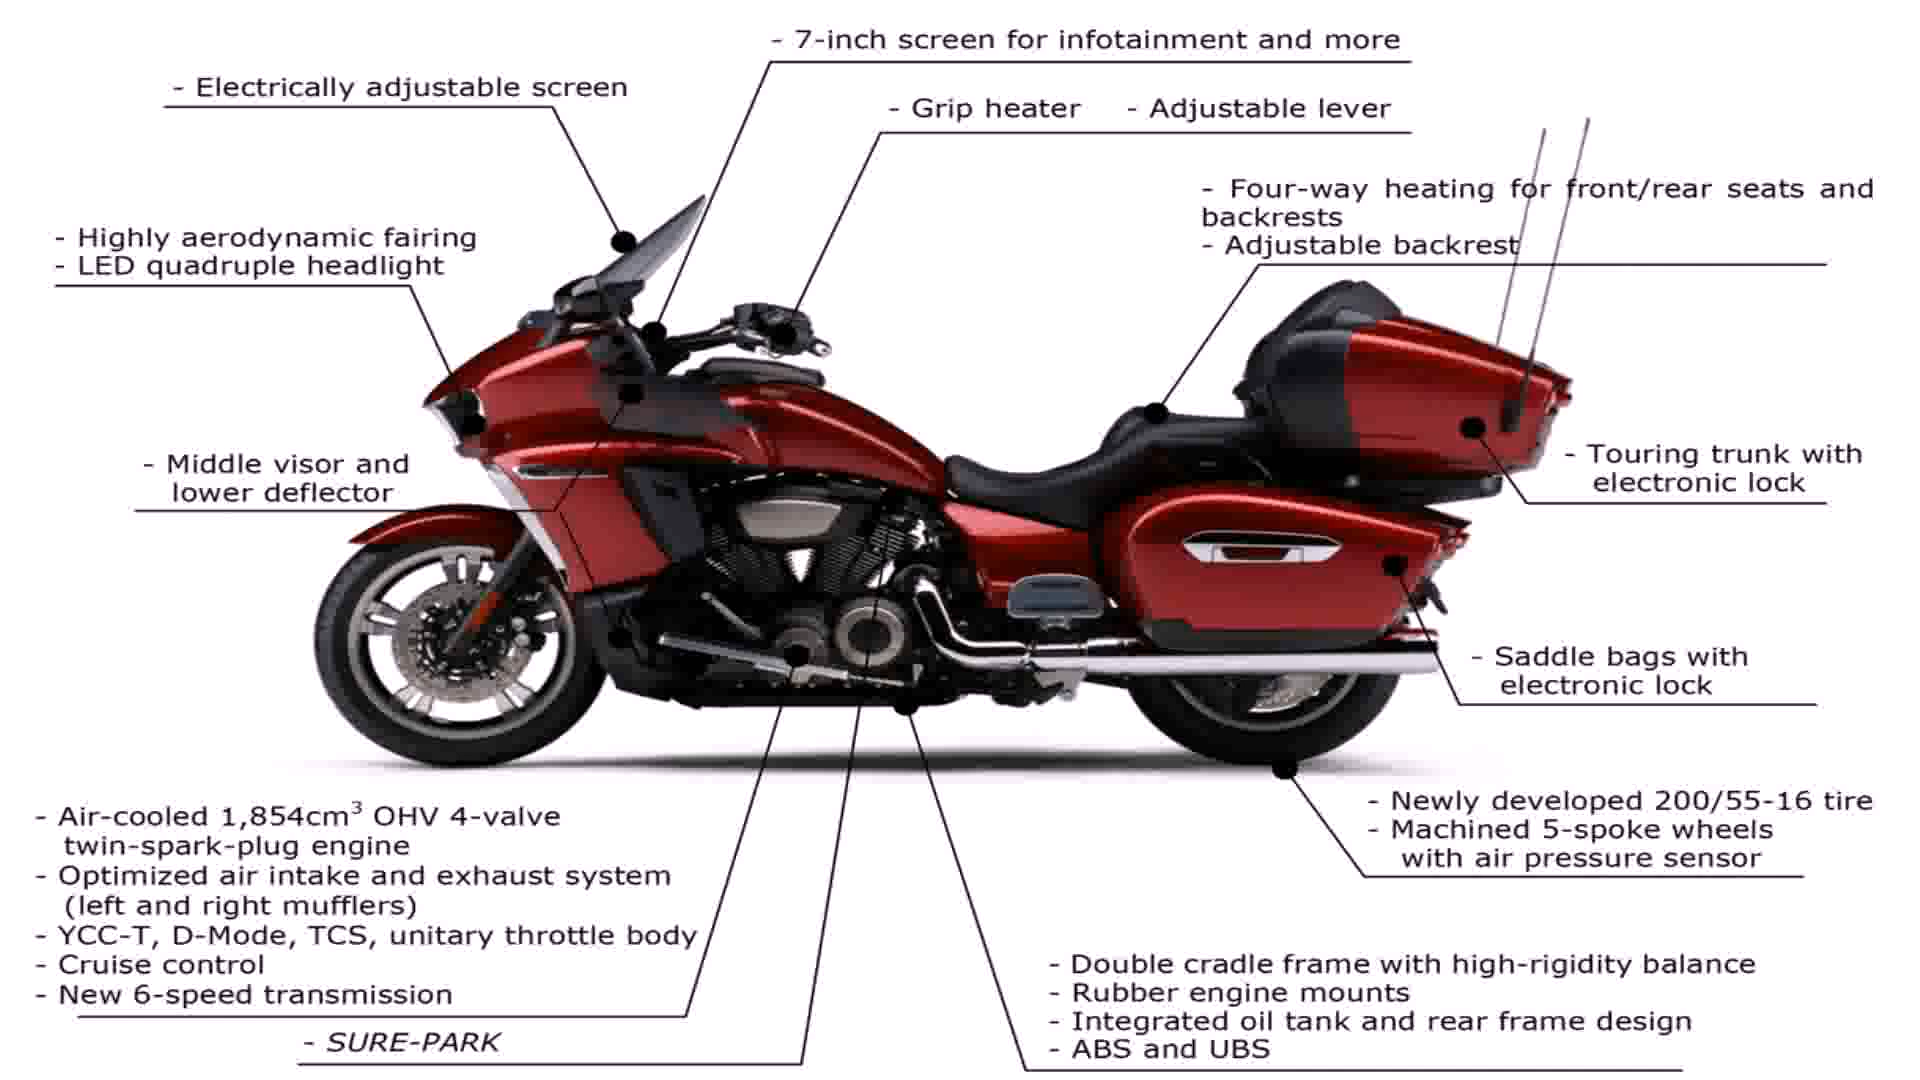 - 7-inch screen for infotainment and more
- Electrically adjustable screen
- Grip heater - Adjustable lever
- Four-way heating for front/rear seats and
backrests
- Adjustable backrest
- Highly aerodynamic fairing
- LED quadruple headlight
- Middle visor and
lower deflector
- Touring trunk with
electronic lock
- Saddle bags with
electronic lock
- Newly developed 200/55-16 tire
- Machined 5-spoke wheels
with air pressure sensor
- Air-cooled 1,854cm³ OHV 4-valve
twin-spark-plug engine
- Optimized air intake and exhaust system
(left and right mufflers)
- YCC-T, D-Mode, TCS, unitary throttle body
- Cruise control
- New 6-speed transmission
- SURE-PARK
- Double cradle frame with high-rigidity balance
- Rubber engine mounts
- Integrated oil tank and rear frame design
- ABS and UBS